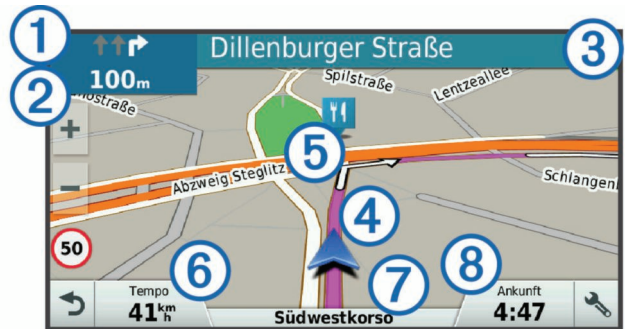 1
Dillenburger Straße
3
100m
2
Spilstraße
Lentzeallee
+
5
Abzweig Steglitz
Schlangenb
4
50
6
8
7
Tempo
41 km/h
Südwestkorso
Ankunft
4:47